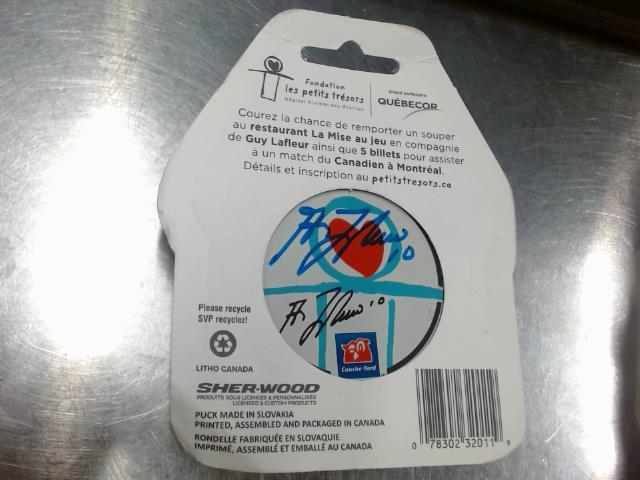 Fondation
les petits trésors
Hôpital Rivière-des-Prairies
Grand partenaire
QUÉBECOR
Courez la chance de remporter un souper
au restaurant La Mise au jeu en compagnie
de Guy Lafleur ainsi que 5 billets pour assister
à un match du Canadien à Montréal.
Détails et inscription au petitstresors.ca
10
10
Couche-Tard
Please recycle
SVP recyclez!
LITHO CANADA
SHER-WOOD
PRODUITS SOUS LICENCES & PERSONNALISÉS
LICENSED & CUSTOM PRODUCTS
PUCK MADE IN SLOVAKIA
PRINTED, ASSEMBLED AND PACKAGED IN CANADA
RONDELLE FABRIQUÉE EN SLOVAQUIE
IMPRIMÉ, ASSEMBLÉ ET EMBALLÉ AU CANADA
0 78302 32011 9